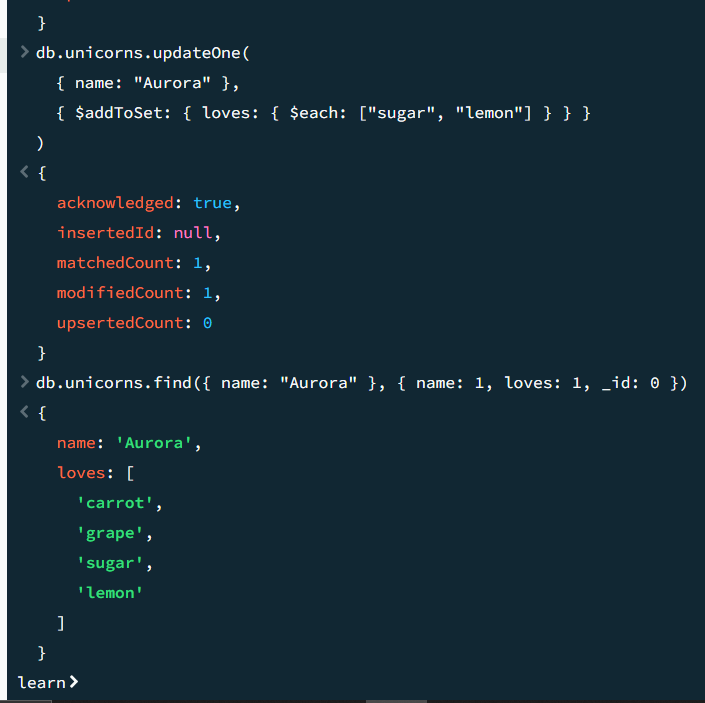 }
> db.unicorns.updateOne(
{ name: "Aurora" },
{ $addToSet: { loves: { $each: ["sugar", "lemon"] } } }
)
< {
acknowledged: true,
insertedId: null,
matchedCount: 1,
modifiedCount: 1,
upsertedCount: 0
}
> db.unicorns.find({ name: "Aurora" }, { name: 1, loves: 1, _id: 0 })
< {
name: 'Aurora',
loves: [
'carrot',
'grape',
'sugar',
'lemon'
]
}
learn>